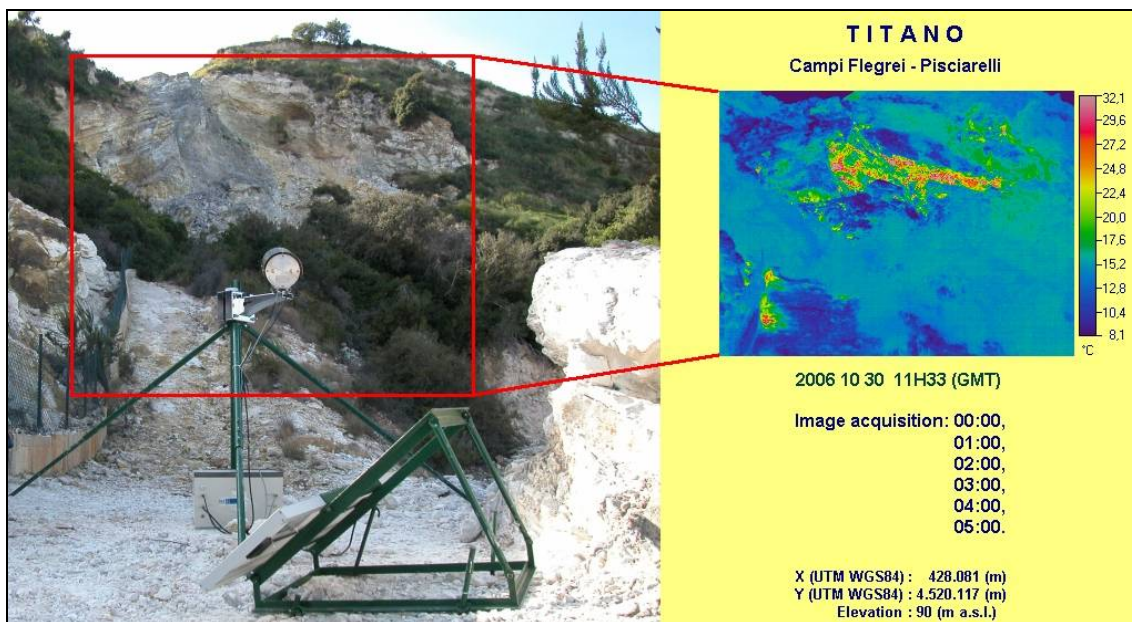 TITANO
Campi Flegrei - Pisciarelli
32,1
29,6
27,2
24,8
22,4
20,0
17,6
15,2
12,8
10,4
8,1
°C
2006 10 30 11H33 (GMT)
Image acquisition: 00:00,
01:00,
02:00,
03:00,
04:00,
05:00.
X (UTM WGS84) : 428.081 (m)
Y (UTM WGS84) : 4.520.117 (m)
Elevation : 90 (m a.s.l.)